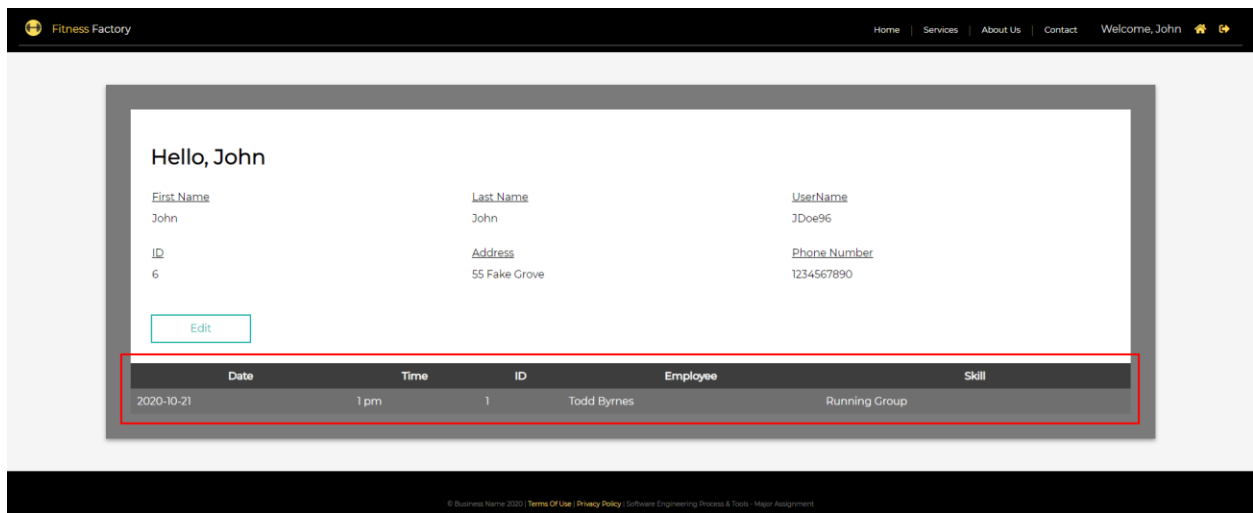 Fitness Factory Home | Services | About Us | Contact Welcome, John
Hello, John
First Name Last Name UserName
John John JDoe96
ID Address Phone Number
6 55 Fake Grove 1234567890
Edit
Date Time ID Employee Skill
2020-10-21 1 pm 1 Todd Byrnes Running Group
© Business Name 2020 | Terms Of Use | Privacy Policy | Software Engineering Process & Tools - Major Assignment